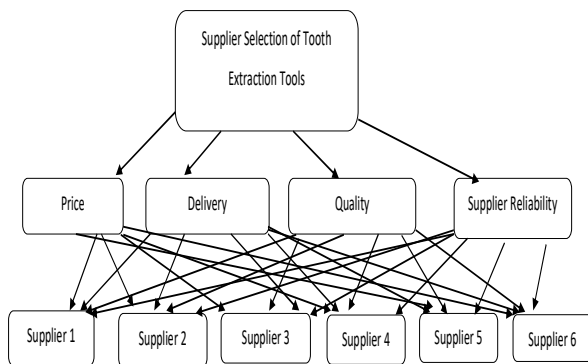 Supplier Selection of Tooth
Extraction Tools
Price
Delivery
Quality
Supplier Reliability
Supplier 1
Supplier 2
Supplier 3
Supplier 4
Supplier 5
Supplier 6